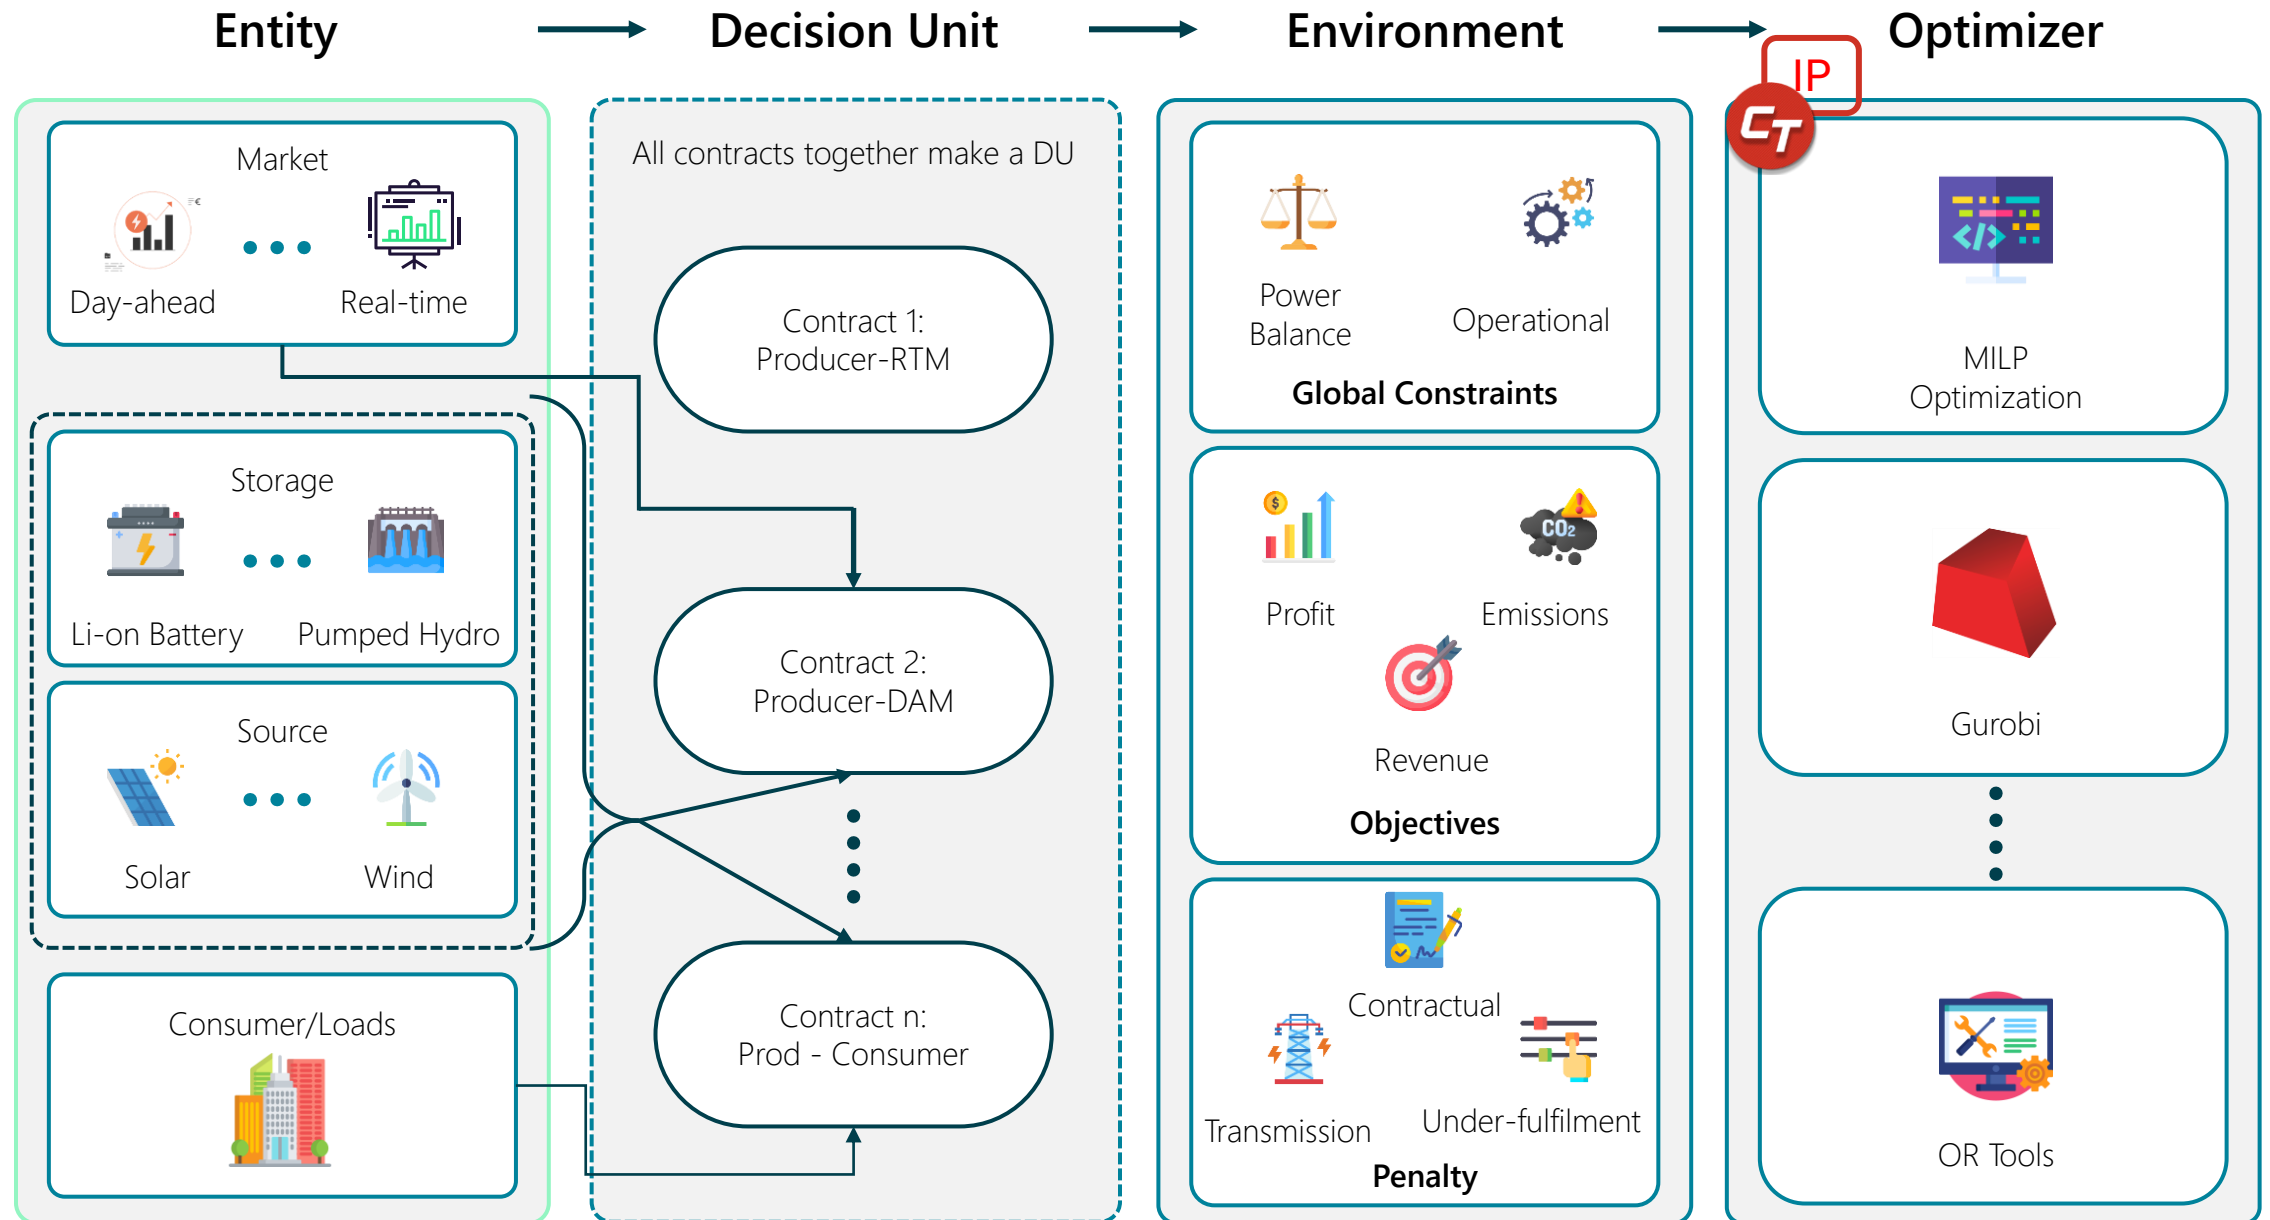 Entity
Decision Unit
Environment
Optimizer
IP
CT
Market
Day-ahead
Real-time
Storage
Li-on Battery
Pumped Hydro
Source
Solar
Wind
Consumer/Loads
All contracts together make a DU
Contract 1:
Producer-RTM
Contract 2:
Producer-DAM
Contract n:
Prod - Consumer
Power
Balance
Operational
Global Constraints
$
CO₂
Profit
Emissions
Revenue
Objectives
Contractual
Transmission
Under-fulfilment
Penalty
</>
MILP
Optimization
Gurobi
OR Tools